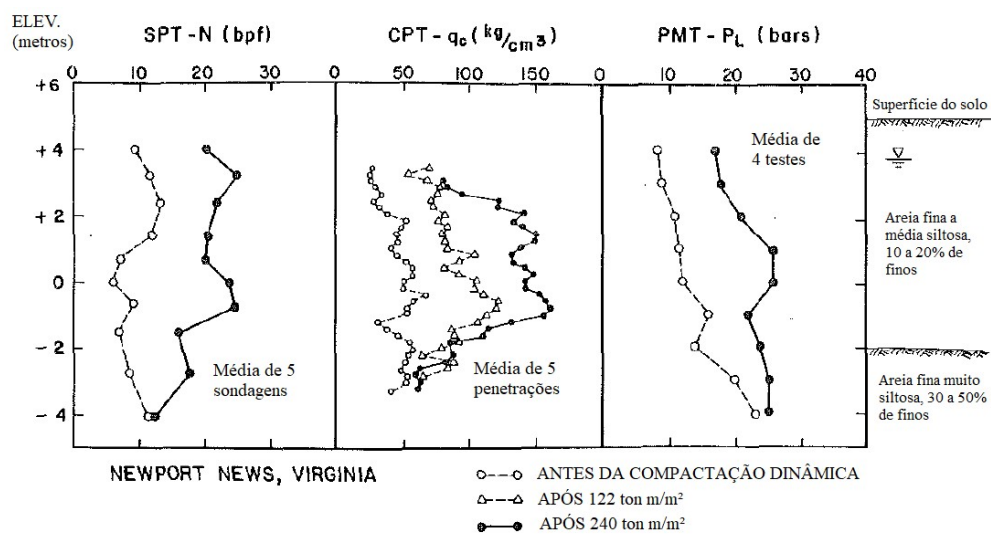 ELEV.
(metros)
SPT-N (bpf)
CPT-qc (kg/cm3)
PMT-PL (bars)
0 10 20 30 0 50 100 150 200 0 10 20 30 40
+6
+4
+2
0
-2
-4
Média de 5
sondagens
Média de 5
penetrações
Média de
4 testes
Superfície do solo
Areia fina a
média siltosa,
10 a 20% de
finos
Areia fina muito
siltosa, 30 a 50%
de finos
NEWPORT NEWS, VIRGINIA
ANTES DA COMPACTAÇÃO DINÂMICA
APÓS 122 ton m/m²
APÓS 240 ton m/m²